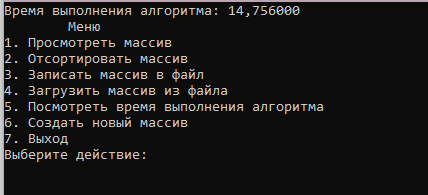 Время выполнения алгоритма: 14,756000
Меню
1. Просмотреть массив
2. Отсортировать массив
3. Записать массив в файл
4. Загрузить массив из файла
5. Посмотреть время выполнения алгоритма
6. Создать новый массив
7. Выход
Выберите действие: